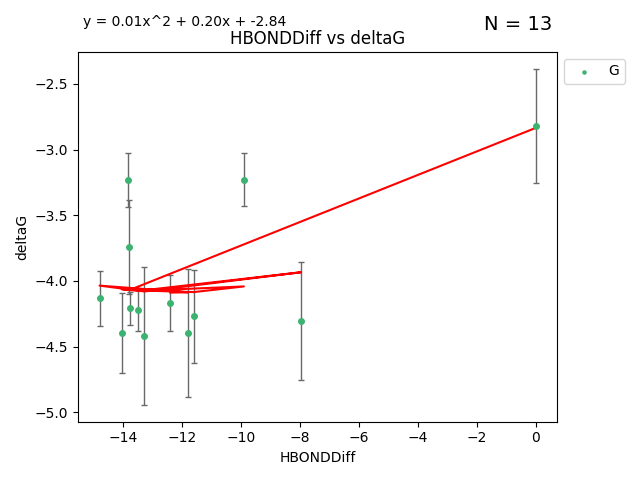 y = 0.01x^2 + 0.20x + -2.84
N = 13
HBONDDiff vs deltaG
G
−2.5
−3.0
−3.5
−4.0
−4.5
−5.0
deltaG
−14 −12 −10 −8 −6 −4 −2 0
HBONDDiff